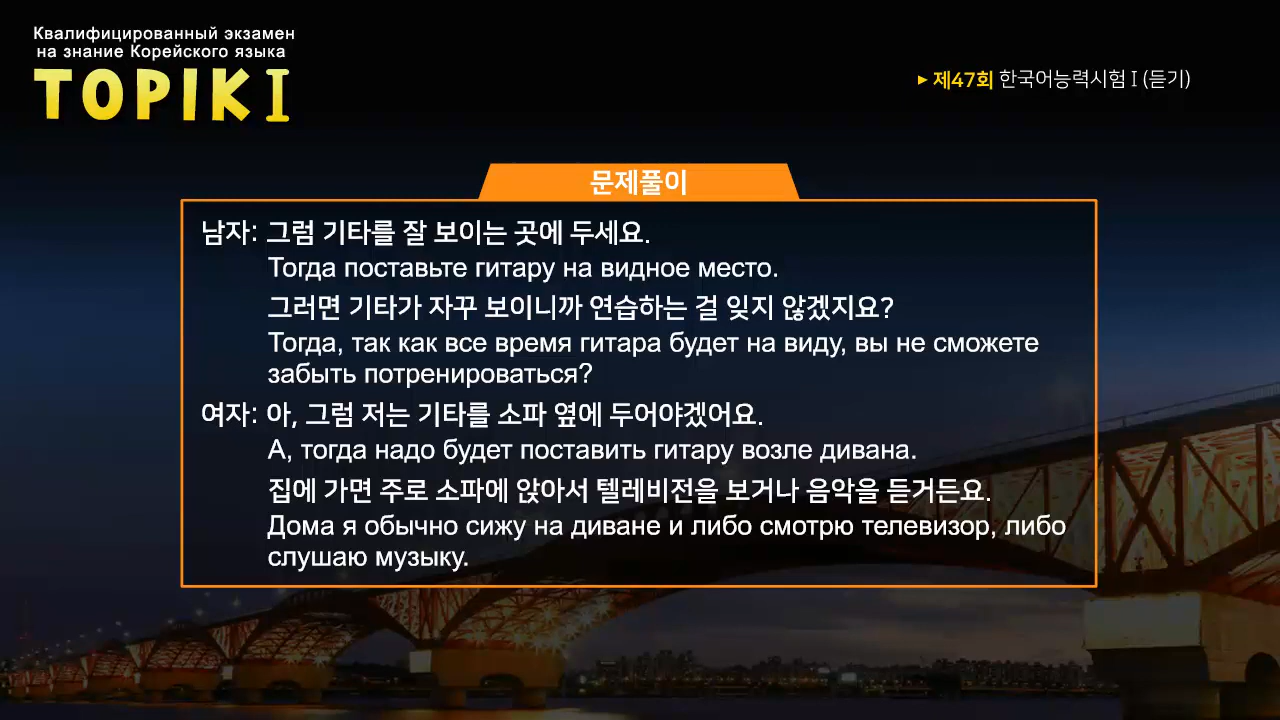 Квалифицированный экзамен
на знание Корейского языка
TOPIK I
▶ 제47회 한국어능력시험 I (듣기)
문제풀이
남자: 그럼 기타를 잘 보이는 곳에 두세요.
Тогда поставьте гитару на видное место.
그러면 기타가 자꾸 보이니까 연습하는 걸 잊지 않겠지요?
Тогда, так как все время гитара будет на виду, вы не сможете
забыть потренироваться?
여자: 아, 그럼 저는 기타를 소파 옆에 두어야겠어요.
А, тогда надо будет поставить гитару возле дивана.
집에 가면 주로 소파에 앉아서 텔레비전을 보거나 음악을 듣거든요.
Дома я обычно сижу на диване и либо смотрю телевизор, либо
слушаю музыку.